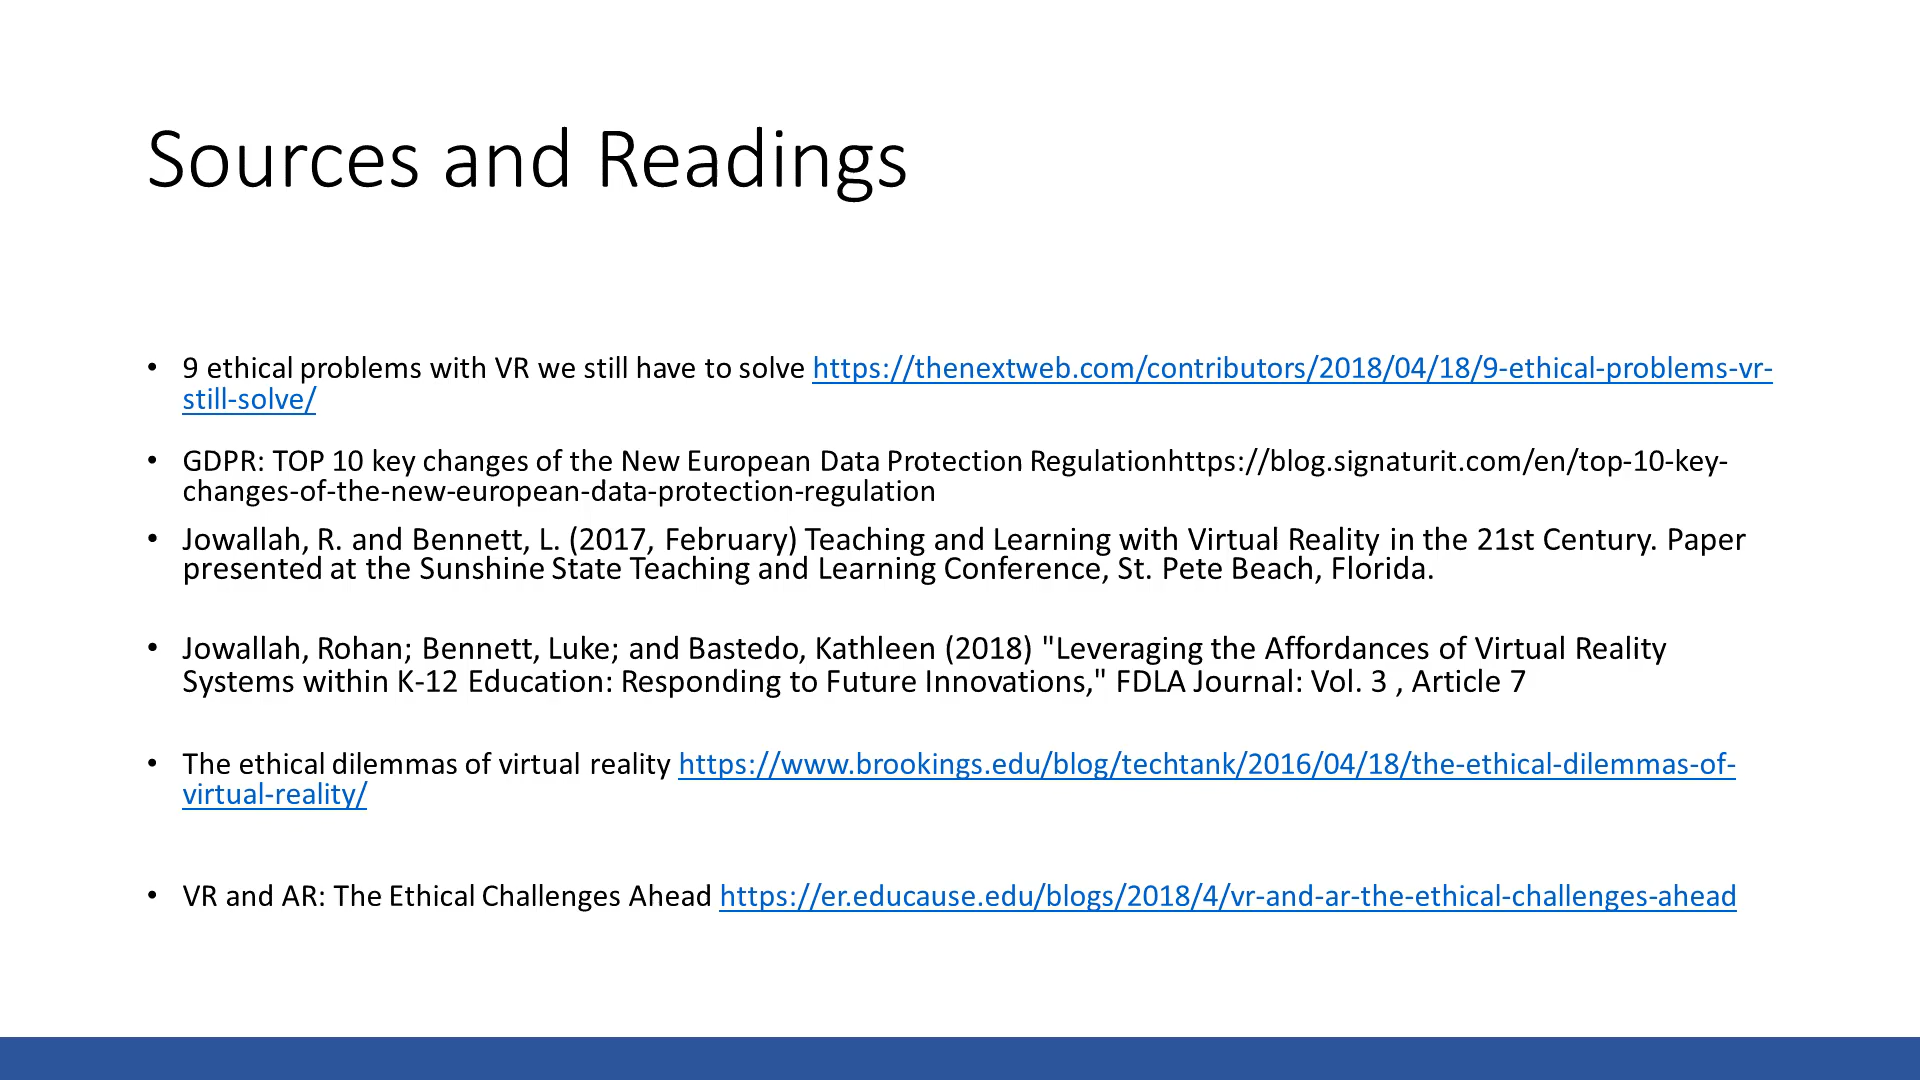 Sources and Readings
• 9 ethical problems with VR we still have to solve https://thenextweb.com/contributors/2018/04/18/9-ethical-problems-vr-
still-solve/
• GDPR: TOP 10 key changes of the New European Data Protection Regulationhttps://blog.signaturit.com/en/top-10-key-
changes-of-the-new-european-data-protection-regulation
• Jowallah, R. and Bennett, L. (2017, February) Teaching and Learning with Virtual Reality in the 21st Century. Paper
presented at the Sunshine State Teaching and Learning Conference, St. Pete Beach, Florida.
• Jowallah, Rohan; Bennett, Luke; and Bastedo, Kathleen (2018) "Leveraging the Affordances of Virtual Reality
Systems within K-12 Education: Responding to Future Innovations," FDLA Journal: Vol. 3 , Article 7
• The ethical dilemmas of virtual reality https://www.brookings.edu/blog/techtank/2016/04/18/the-ethical-dilemmas-of-
virtual-reality/
• VR and AR: The Ethical Challenges Ahead https://er.educause.edu/blogs/2018/4/vr-and-ar-the-ethical-challenges-ahead